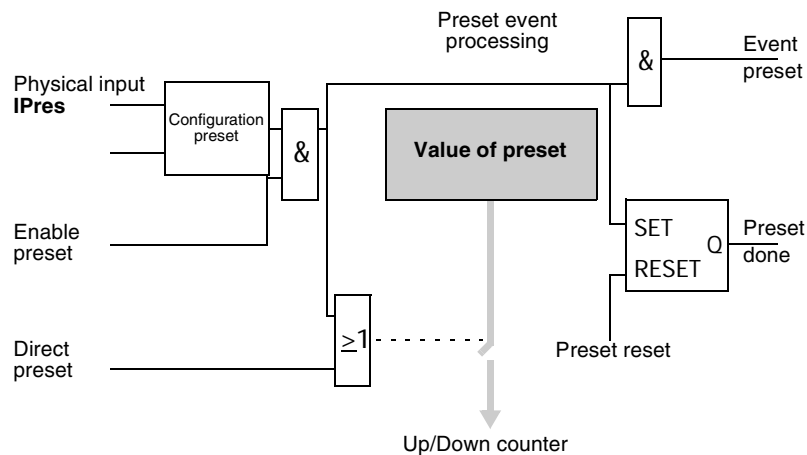 Preset event
processing
Event
preset
&
Physical input
IPres
Configuration
preset
&
Value of preset
Enable
preset
SET
RESET
Q
Preset
done
Direct
preset
≥1
Preset reset
Up/Down counter